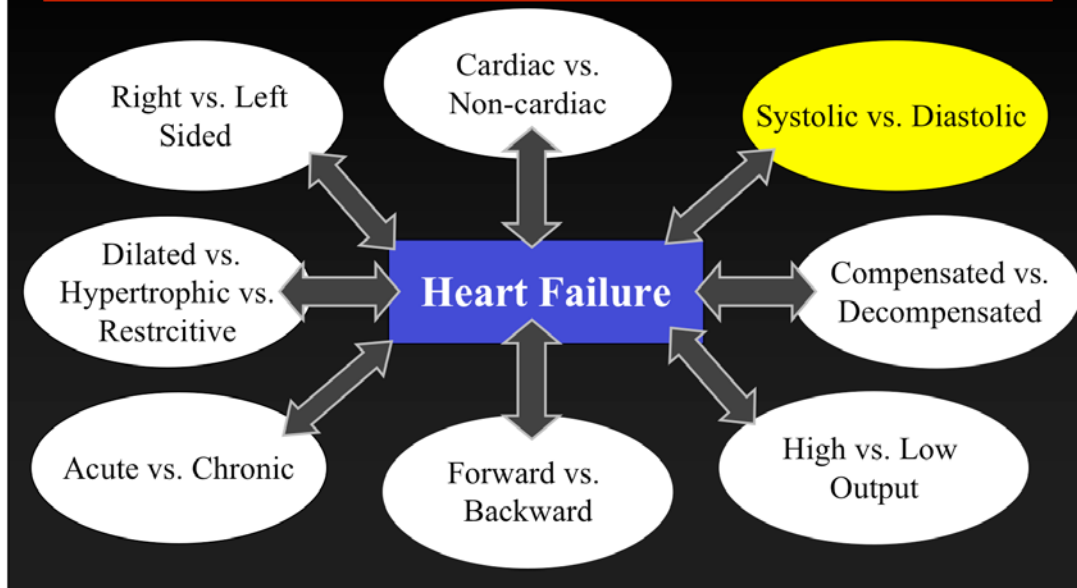 Cardiac vs.
Non-cardiac
Right vs. Left
Sided
Systolic vs. Diastolic
Dilated vs.
Hypertrophic vs.
Restrcitive
Heart Failure
Compensated vs.
Decompensated
Acute vs. Chronic
Forward vs.
Backward
High vs. Low
Output